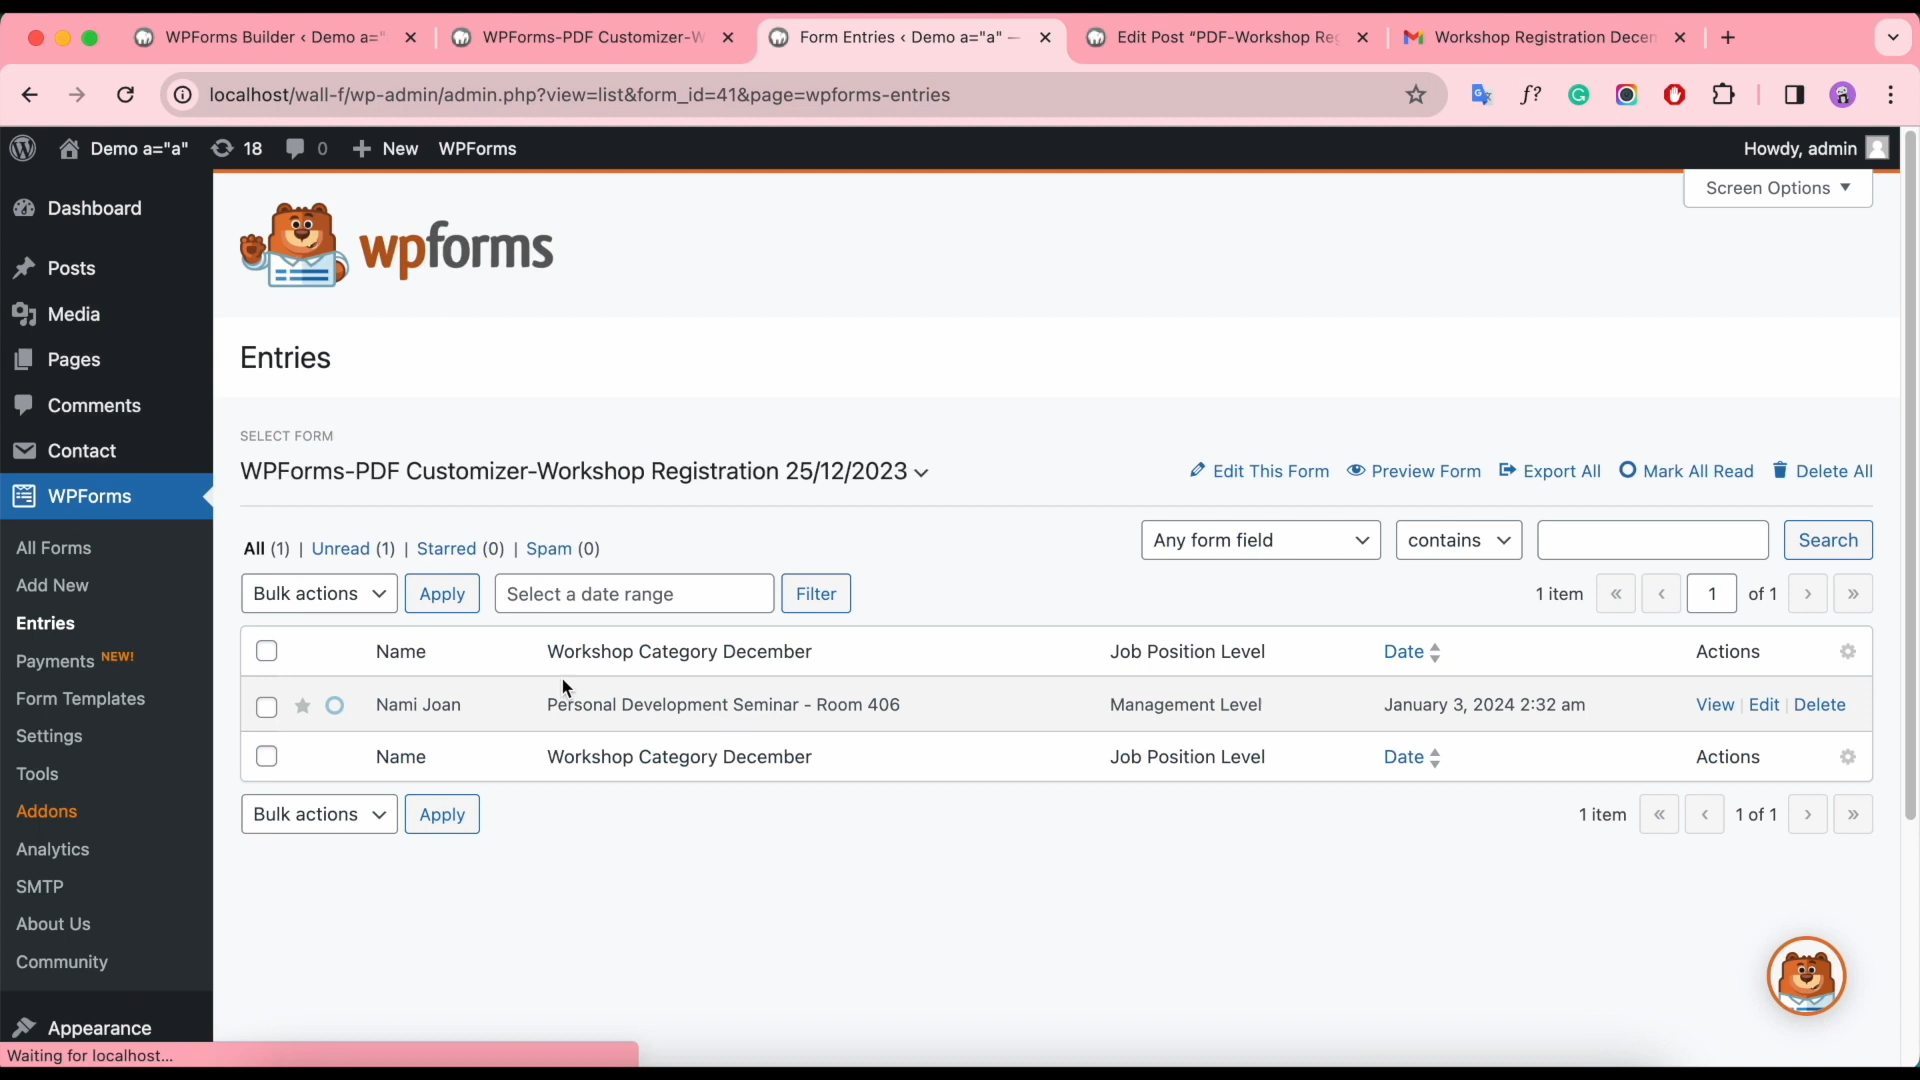 WPForms Builder ‹ Demo a="
WPForms-PDF Customizer-W
Form Entries ‹ Demo a="a" —
Edit Post "PDF-Workshop Reg
Workshop Registration Decem
localhost/wall-f/wp-admin/admin.php?view=list&form_id=41&page=wpforms-entries
f?
Demo a="a" 18 0 New WPForms Howdy, admin
Screen Options
Dashboard
Posts
Media
Pages
Comments
Contact
WPForms
All Forms
Add New
Entries
Payments NEW!
Form Templates
Settings
Tools
Addons
Analytics
SMTP
About Us
Community
Appearance
Waiting for localhost...
wpforms
Entries
SELECT FORM
WPForms-PDF Customizer-Workshop Registration 25/12/2023
Edit This Form Preview Form Export All Mark All Read Delete All
All (1) | Unread (1) | Starred (0) | Spam (0)
Any form field contains Search
Bulk actions Apply Select a date range Filter
1 item « ‹ 1 of 1 › »
Name Workshop Category December Job Position Level Date Actions
Nami Joan Personal Development Seminar - Room 406 Management Level January 3, 2024 2:32 am View | Edit | Delete
Name Workshop Category December Job Position Level Date Actions
Bulk actions Apply
1 item « ‹ 1 of 1 › »